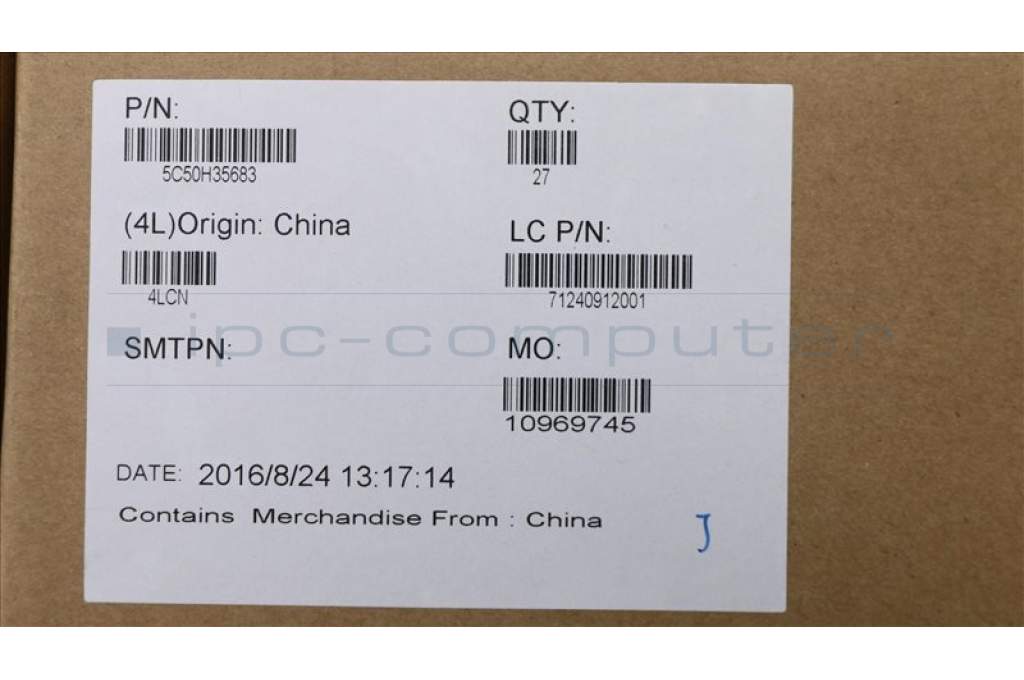 P/N:
5C50H35683
QTY:
27
(4L)Origin: China
4LCN
LC P/N:
71240912001
ipc-computer
SMTPN:
MO:
10969745
DATE: 2016/8/24 13:17:14
Contains Merchandise From : China
J